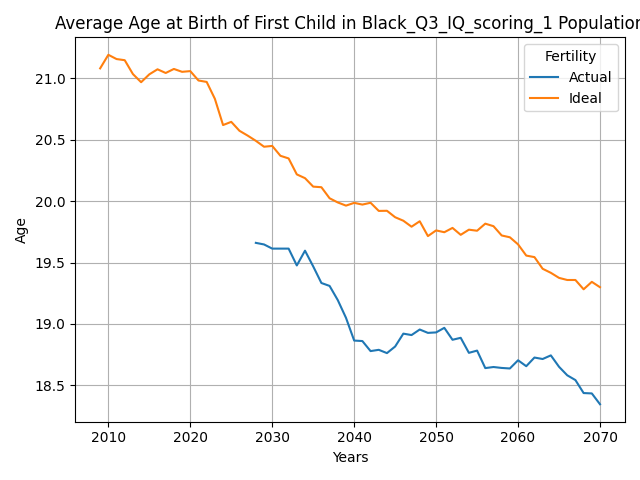 Average Age at Birth of First Child in Black_Q3_IQ_scoring_1 Population
Fertility
Actual
Ideal
21.0
20.5
20.0
19.5
19.0
18.5
Age
2010
2020
2030
2040
2050
2060
2070
Years